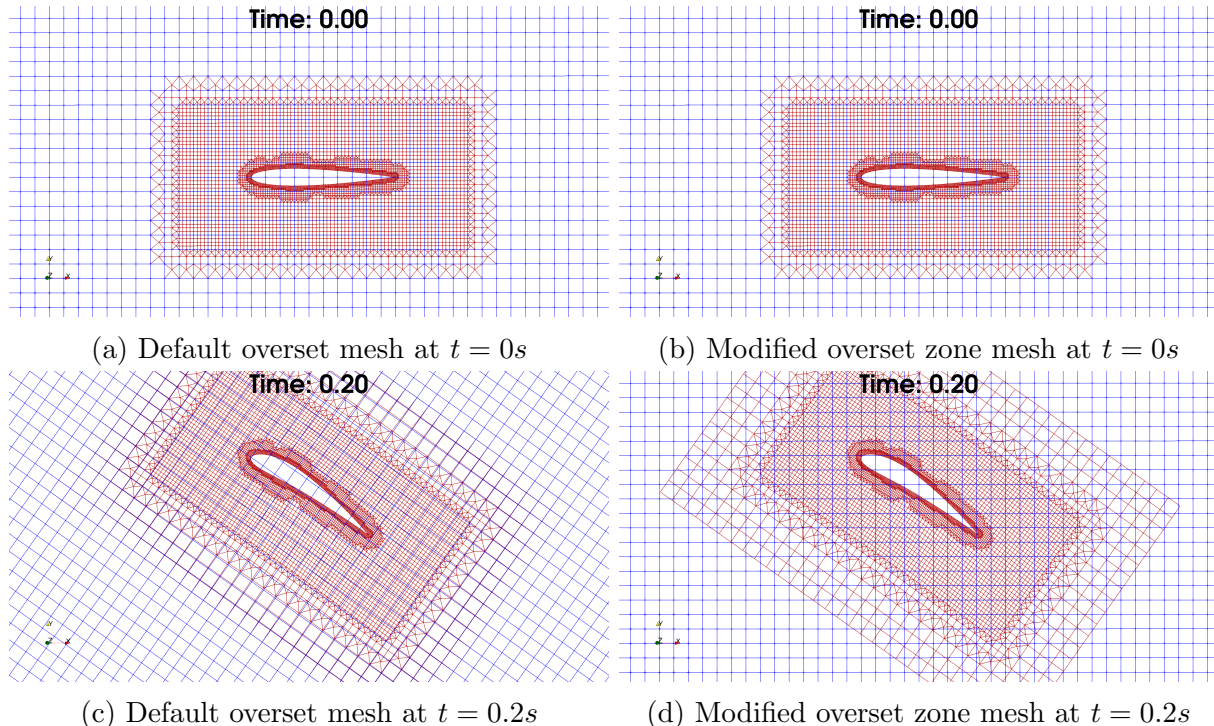 Time: 0.00
Time: 0.00
Y
Z X
Y
Z X
(a) Default overset mesh at t = 0s
(b) Modified overset zone mesh at t = 0s
Time: 0.20
Time: 0.20
Y
Z X
Y
Z X
(c) Default overset mesh at t = 0.2s
(d) Modified overset zone mesh at t = 0.2s